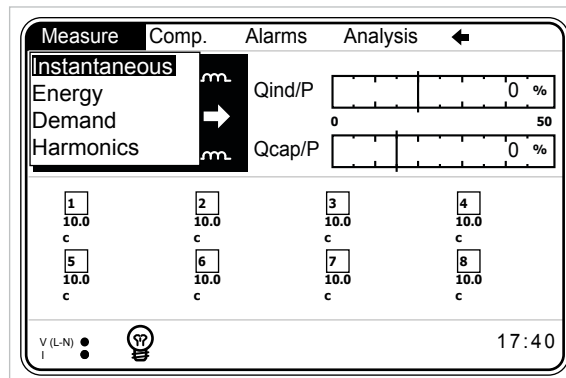 Measure Comp. Alarms Analysis
Instantaneous
Energy
Demand
Harmonics
Qind/P 0 %
0 50
Qcap/P 0 %
1 2 3 4
10.0 10.0 10.0 10.0
c c c c
5 6 7 8
10.0 10.0 10.0 10.0
c c c c
V (L-N)
I
17:40